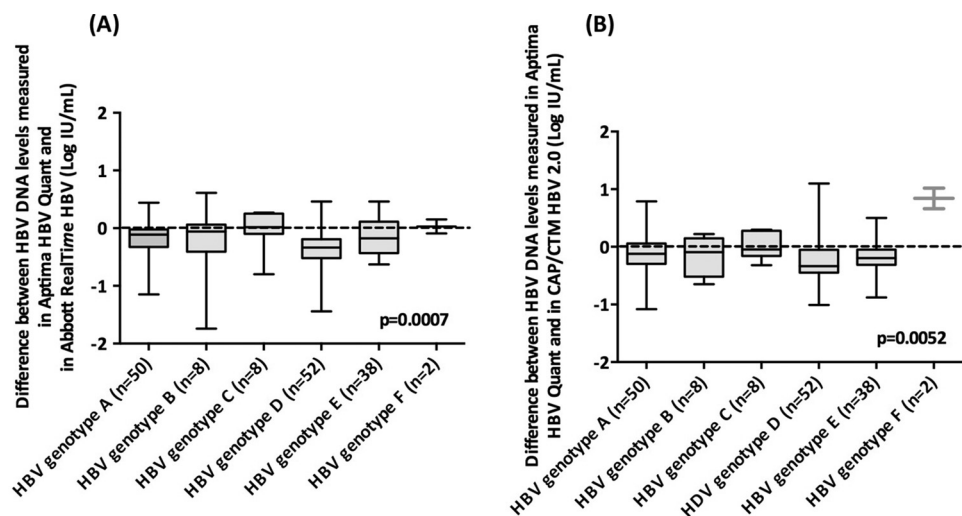 (A)
Difference between HBV DNA levels measured
in Aptima HBV Quant and
in Abbott RealTime HBV (Log IU/mL)
2
1
0
-1
-2
p=0.0007
HBV genotype A (n=50)
HBV genotype B (n=8)
HBV genotype C (n=8)
HBV genotype D (n=52)
HBV genotype E (n=38)
HBV genotype F (n=2)
(B)
Difference between HBV DNA levels measured in Aptima
HBV Quant and in CAP/CTM HBV 2.0 (Log IU/mL)
2
1
0
-1
-2
p=0.0052
HBV genotype A (n=50)
HBV genotype B (n=8)
HBV genotype C (n=8)
HDV genotype D (n=52)
HBV genotype E (n=38)
HBV genotype F (n=2)